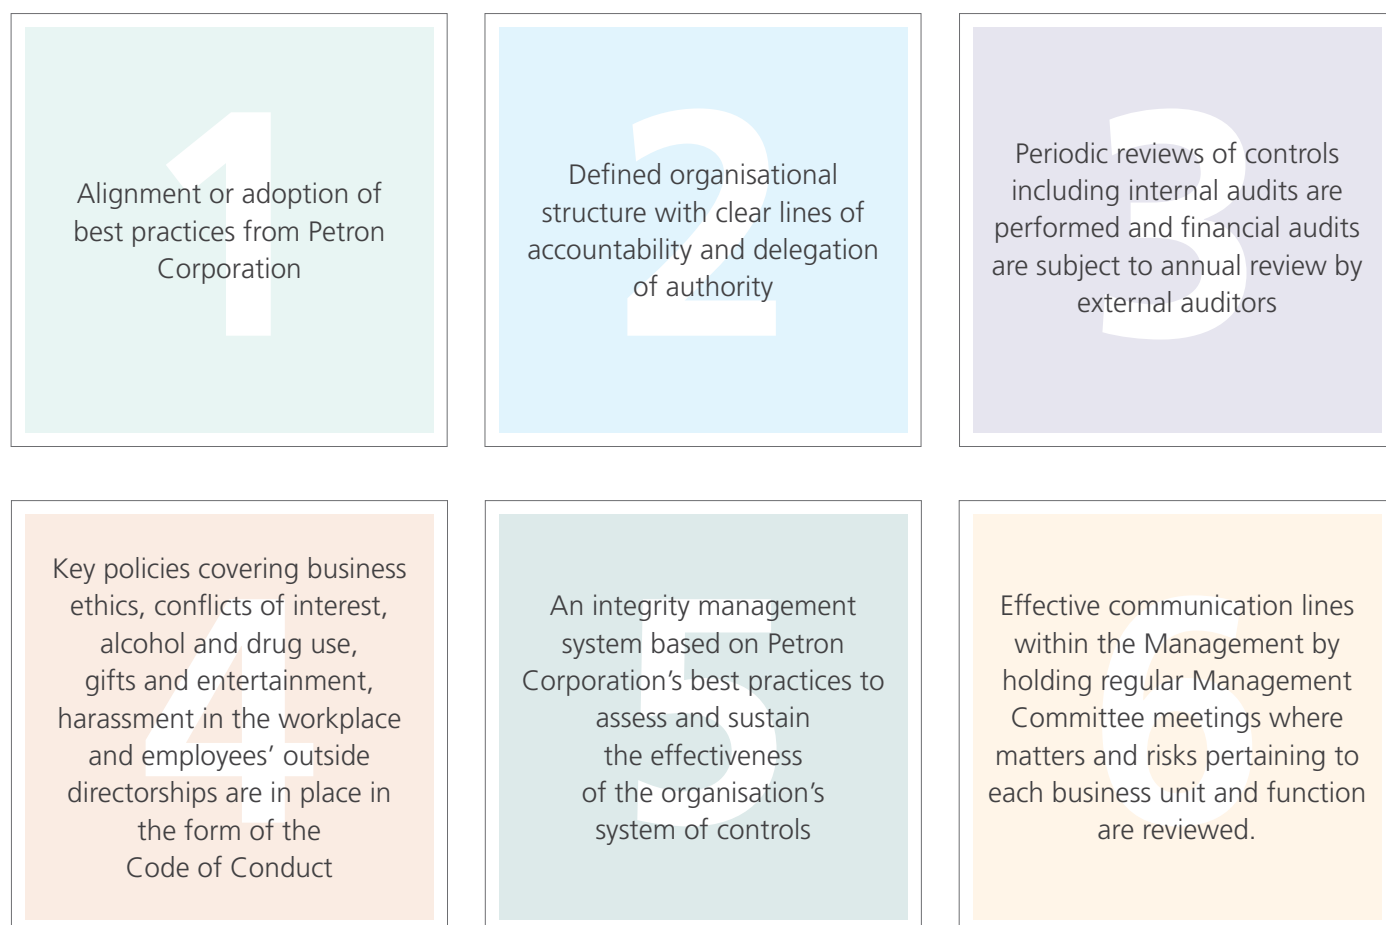 1
Alignment or adoption of
best practices from Petron
Corporation
2
Defined organisational
structure with clear lines of
accountability and delegation
of authority
3
Periodic reviews of controls
including internal audits are
performed and financial audits
are subject to annual review by
external auditors
4
Key policies covering business
ethics, conflicts of interest,
alcohol and drug use,
gifts and entertainment,
harassment in the workplace
and employees’ outside
directorships are in place in
the form of the
Code of Conduct
5
An integrity management
system based on Petron
Corporation’s best practices to
assess and sustain
the effectiveness
of the organisation’s
system of controls
6
Effective communication lines
within the Management by
holding regular Management
Committee meetings where
matters and risks pertaining to
each business unit and function
are reviewed.